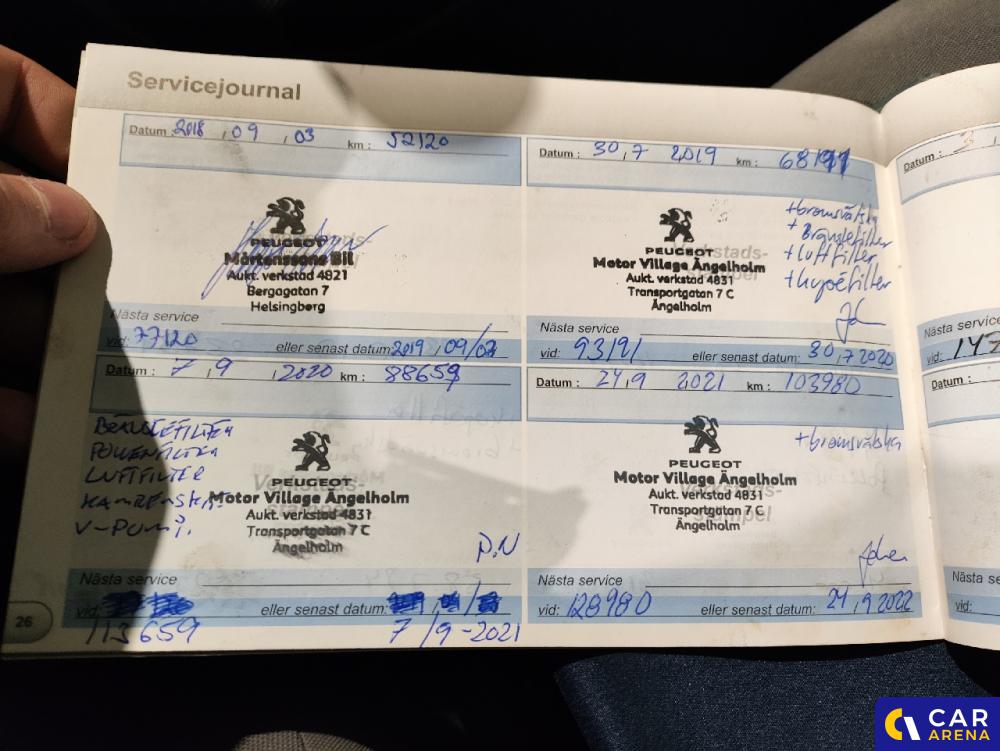 Servicejournal
Datum : 2018 , 09 , 03 km : 52120
PEUGEOT
Mårtenssons Bil
Aukt. verkstad 4821
Bergagatan 7
Helsingborg
Nästa service
vid: 77120 eller senast datum: 2019 , 09/03
Datum : 30, 7 2019 km : 68191
PEUGEOT
Motor Village Ängelholm
Aukt. verkstad 4831
Transportgatan 7 C
Ängelholm
+bromsvätska
+ Bränslefilter
+luftfilter
+kupéfilter
Nästa service
vid: 93191 eller senast datum: 30, 7 2020
Datum : 7 , 9 , 2020 km : 88659
BRÄNSLEFILTER
POLLENFILTER
LUFTFILTER
KAMREM
V-PUMP.
PEUGEOT
Motor Village Ängelholm
Aukt. verkstad 4831
Transportgatan 7 C
Ängelholm
P.N
Nästa service
vid: eller senast datum:
113659 7/9-2021
Datum : 24, 9 2021 km : 103980
+bromsvätska
PEUGEOT
Motor Village Ängelholm
Aukt. verkstad 4831
Transportgatan 7 C
Ängelholm
Nästa service
vid: 128980 eller senast datum: 24, 9 2022
26
Datum :
Nästa service
vid: 147
Datum :
Nästa se
vid:
CAR
ARENA